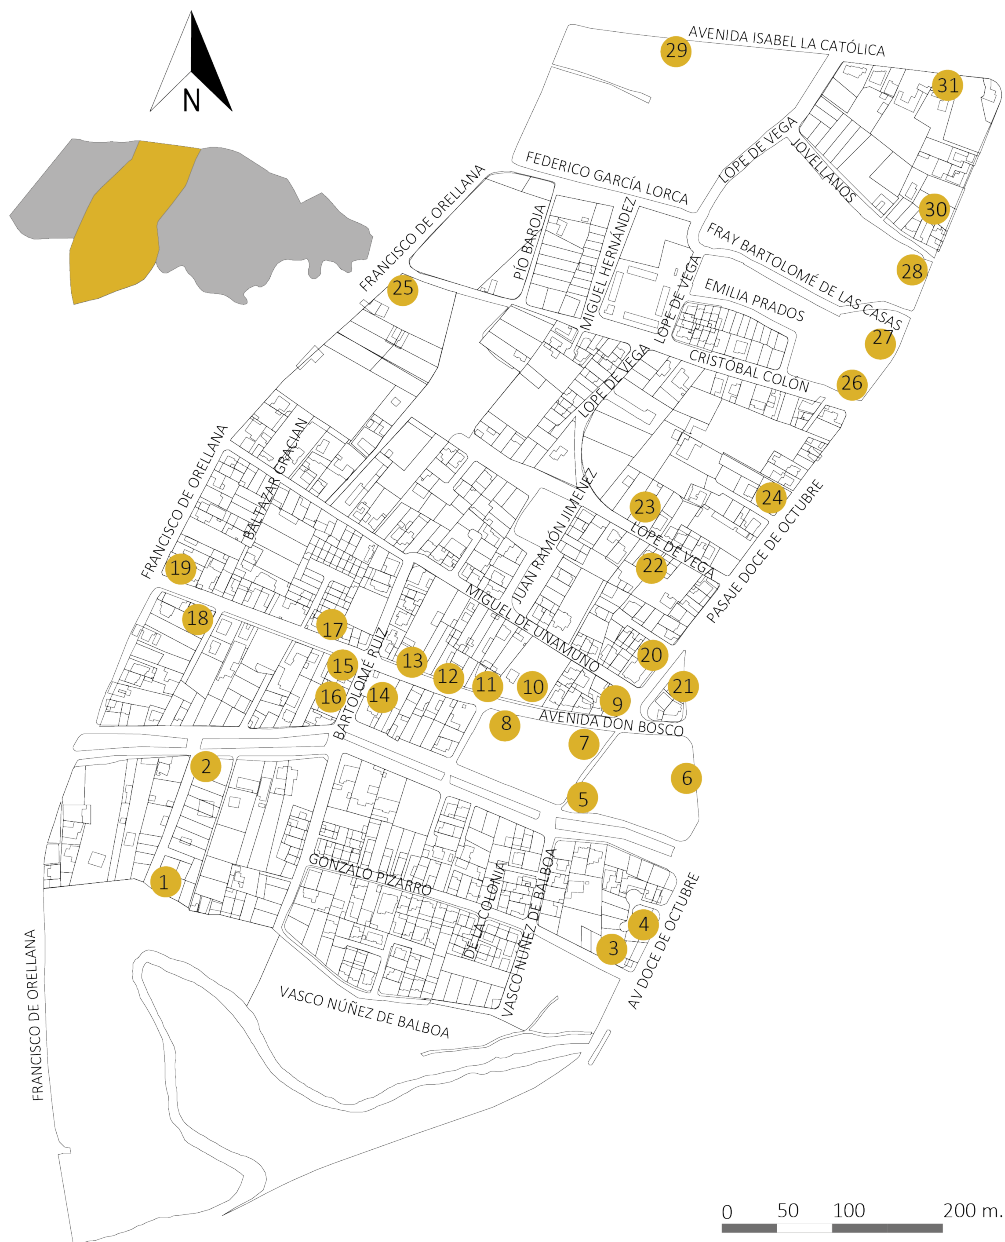 AVENIDA ISABEL LA CATÓLICA
29
31
N
LOPE DE VEGA
JOVELLANOS
FEDERICO GARCÍA LORCA
FRANCISCO DE ORELLANA
PIO BAROJA
MIGUEL HERNÁNDEZ
30
FRAY BARTOLOMÉ DE LAS CASAS
28
25
LOPE DE VEGA
EMILIA PRADOS
27
CRISTOBAL COLÓN
26
LOPE DE VEGA
FRANCISCO DE ORELLANA
BALTAZAR GRACIAN
JUAN RAMÓN JIMENEZ
23
24
LOPE DE VEGA
PASAJE DOCE DE OCTUBRE
19
22
MIGUEL DE UNAMUNO
18
17
BARTOLOMÉ RUIZ
15
13
20
16
14
12
11
10
9
21
AVENIDA DON BOSCO
8
7
2
6
5
1
GONZALO PIZARRO
DE LA COLONIA
VASCO NÚÑEZ DE BALBOA
4
3
AV DOCE DE OCTUBRE
FRANCISCO DE ORELLANA
VASCO NÚÑEZ DE BALBOA
0 50 100 200 m.